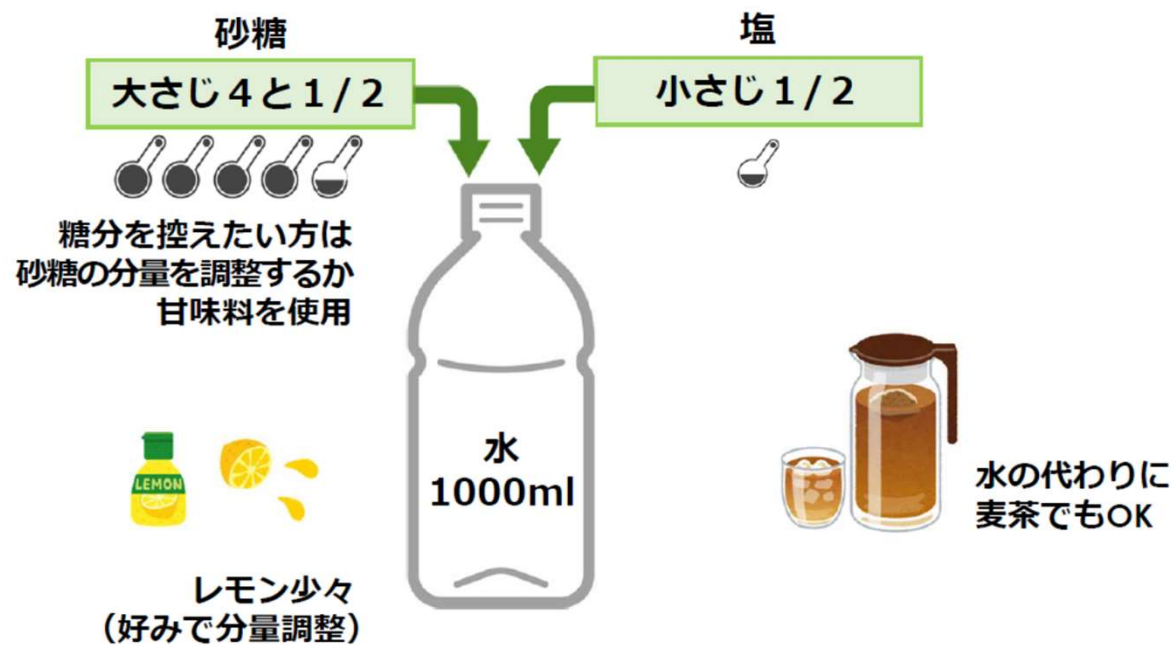 砂糖
大さじ4と1/2
塩
小さじ1/2
糖分を控えたい方は
砂糖の分量を調整するか
甘味料を使用
水
1000ml
LEMON
レモン少々
（好みで分量調整）
水の代わりに
麦茶でもOK